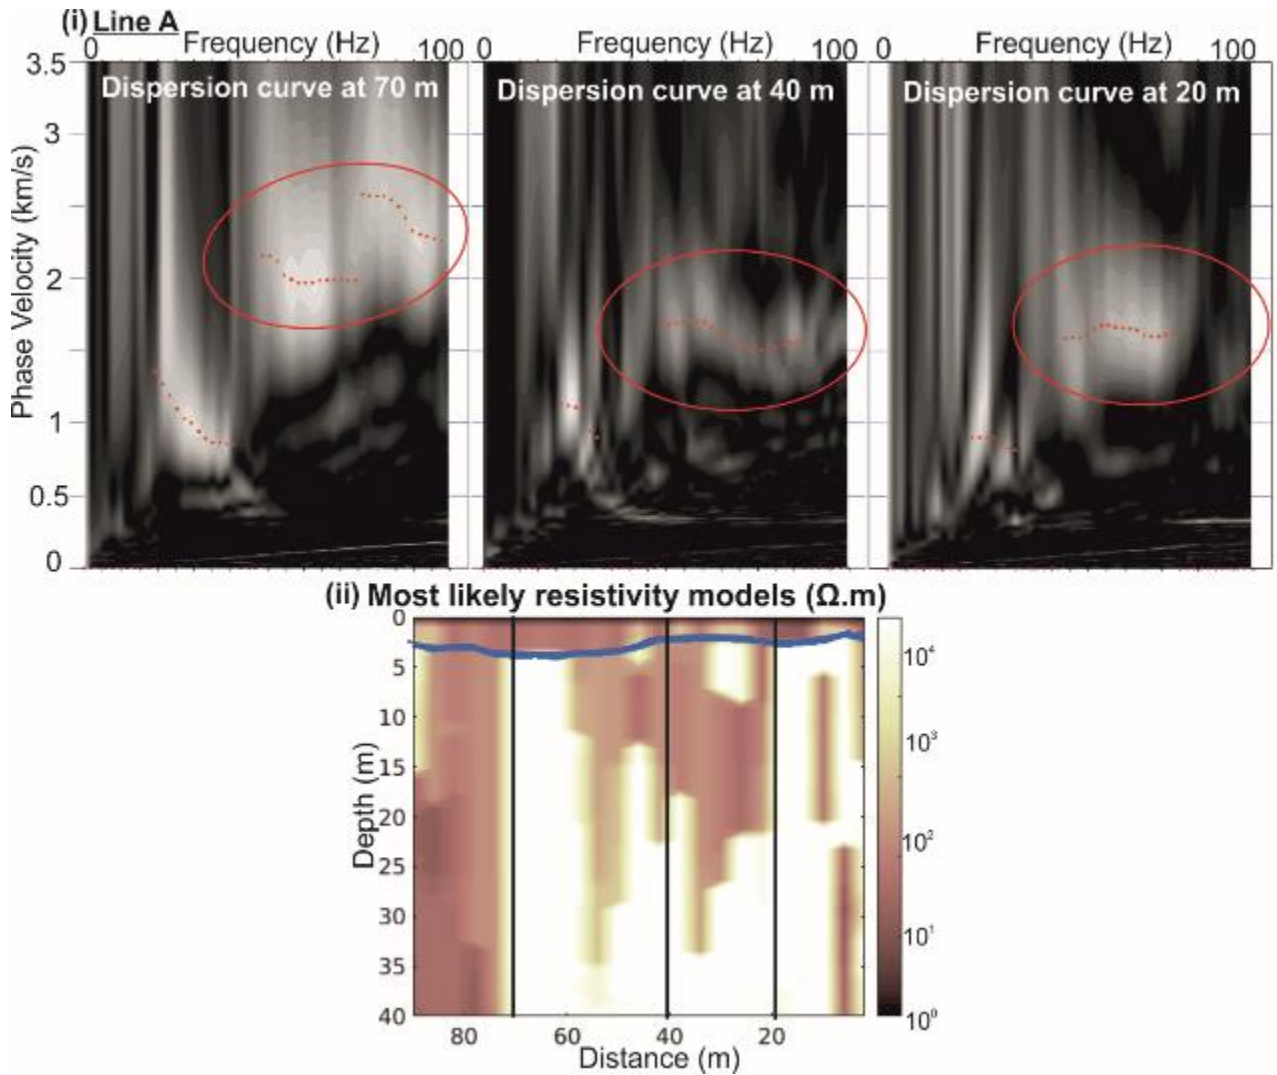 (i) Line A
0 Frequency (Hz) 100 0 Frequency (Hz) 100 0 Frequency (Hz) 100
Dispersion curve at 70 m
Dispersion curve at 40 m
Dispersion curve at 20 m
Phase Velocity (km/s)
3.5
3
2
1
0.5
0
(ii) Most likely resistivity models (Ω.m)
Depth (m)
0
5
10
15
20
25
30
35
40
80 60 40 20
Distance (m)
10⁴
10³
10²
10¹
10⁰